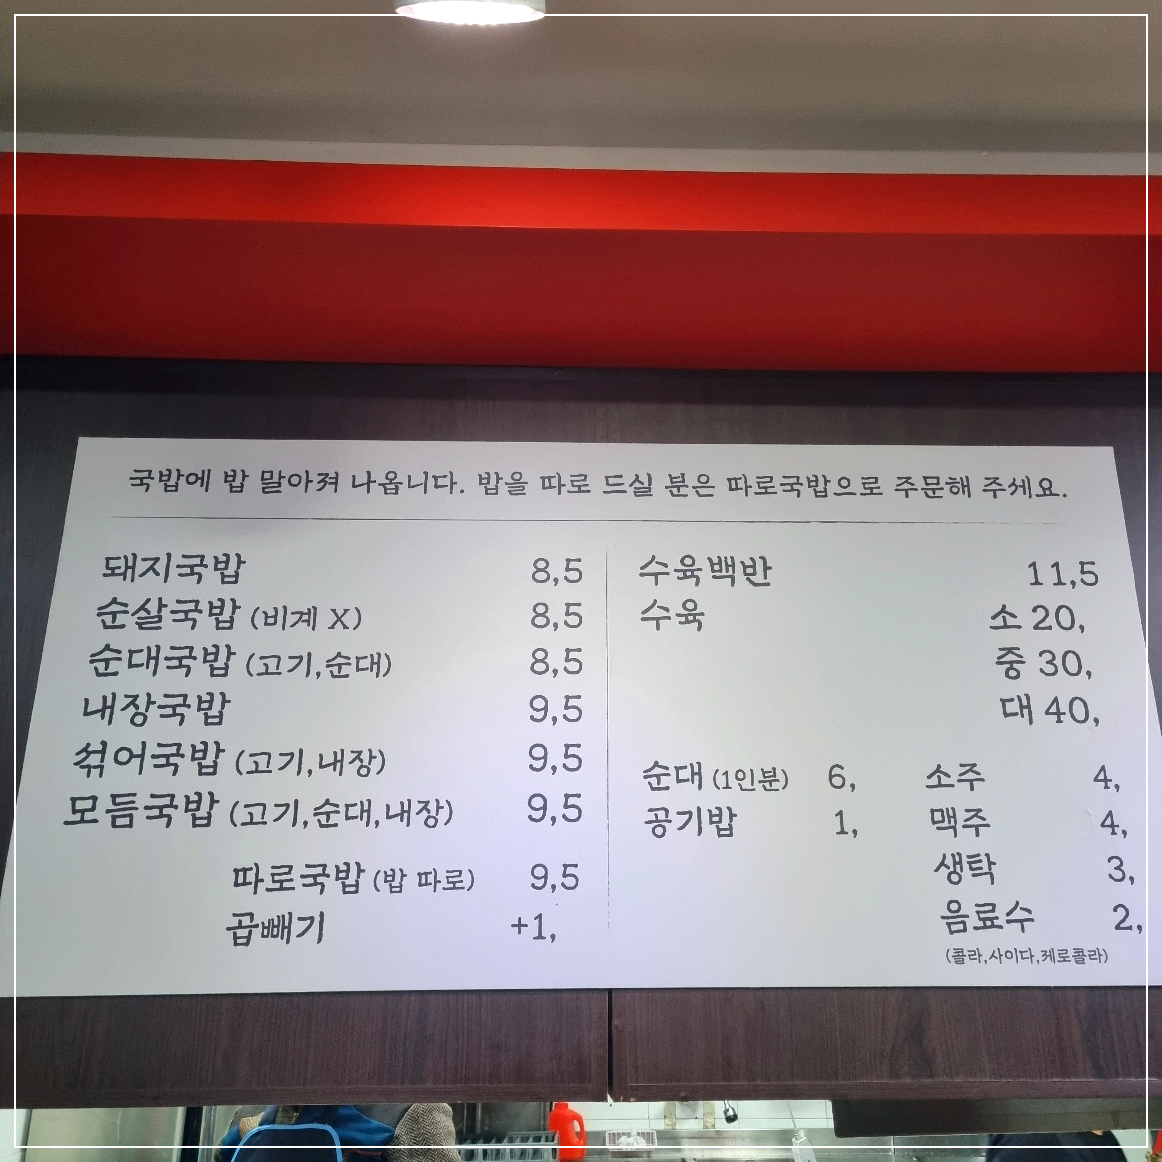 국밥에 밥 말아져 나옵니다. 밥을 따로 드실 분은 따로국밥으로 주문해 주세요.
돼지국밥 8,5
순살국밥 (비계 X) 8,5
순대국밥 (고기,순대) 8,5
내장국밥 9,5
섞어국밥 (고기,내장) 9,5
모듬국밥 (고기,순대,내장) 9,5
따로국밥 (밥 따로) 9,5
곱빼기 +1,
수육백반 11,5
수육 소 20,
중 30,
대 40,
순대 (1인분) 6,
공기밥 1,
소주 4,
맥주 4,
생탁 3,
음료수 2,
(콜라,사이다,제로콜라)